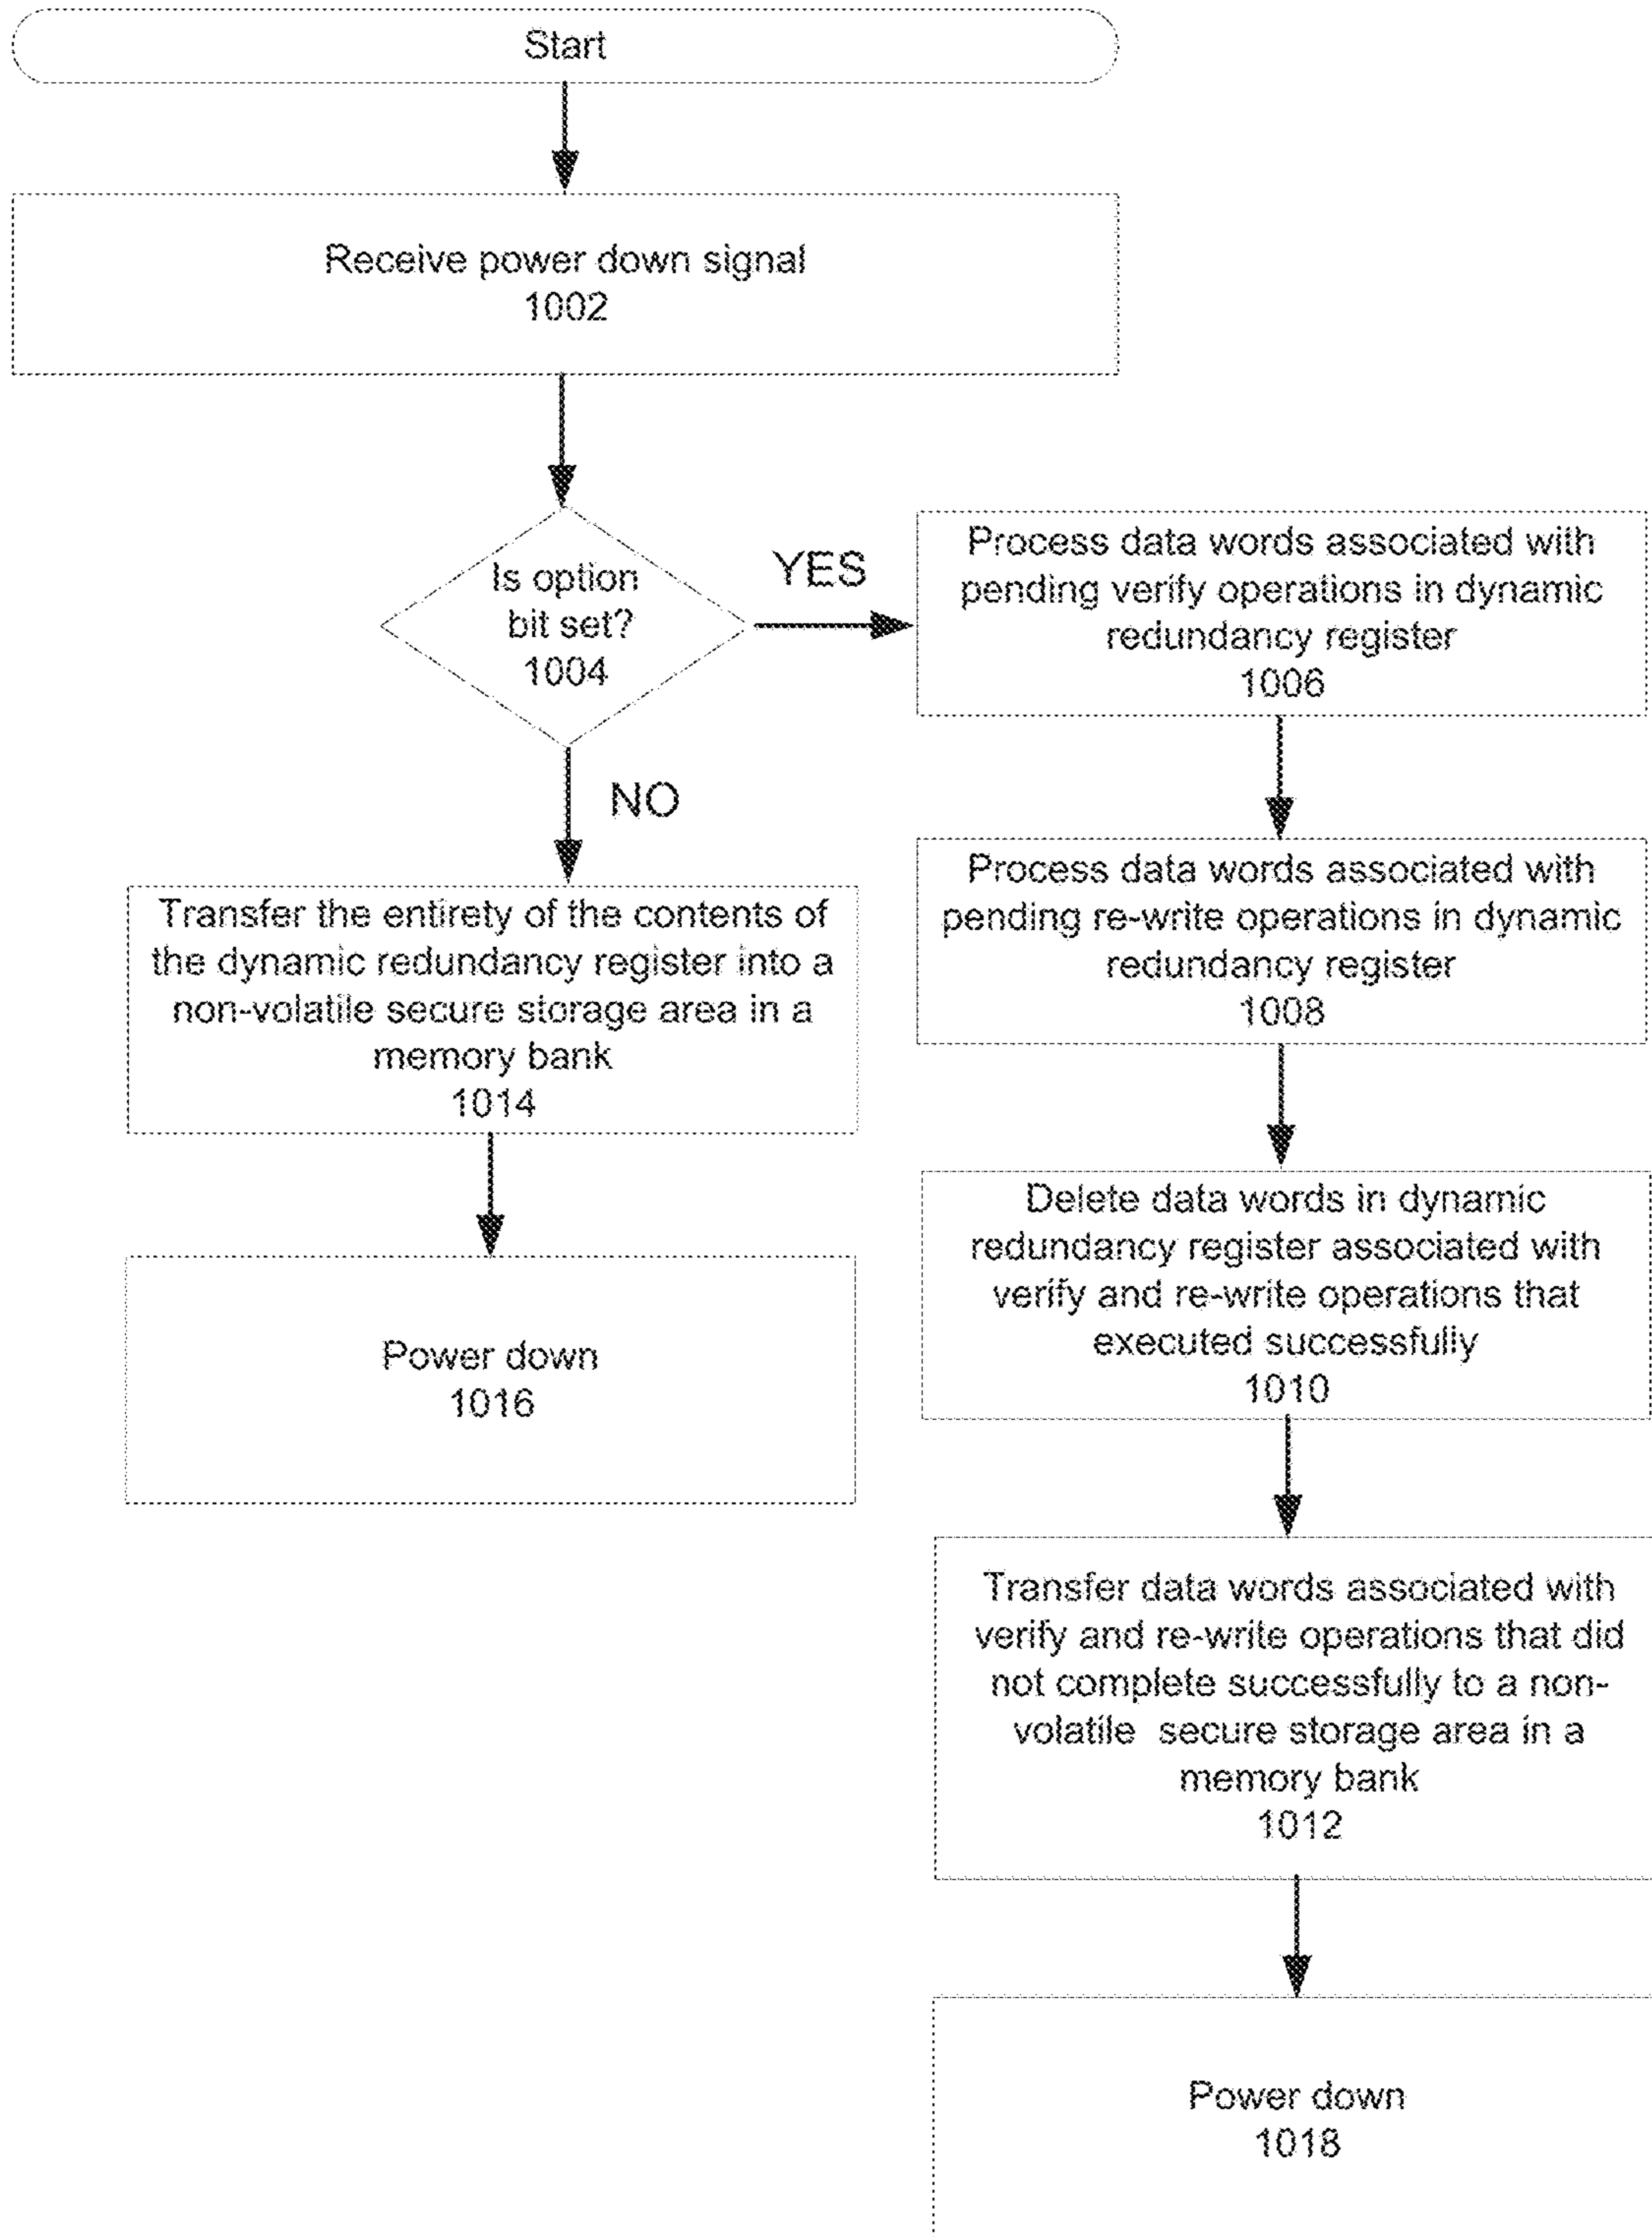 Start
Receive power down signal
1002
Is option
bit set?
1004
YES
NO
Process data words associated with
pending verify operations in dynamic
redundancy register
1006
Process data words associated with
pending re-write operations in dynamic
redundancy register
1008
Transfer the entirety of the contents of
the dynamic redundancy register into a
non-volatile secure storage area in a
memory bank
1014
Power down
1016
Delete data words in dynamic
redundancy register associated with
verify and re-write operations that
executed successfully
1010
Transfer data words associated with
verify and re-write operations that did
not complete successfully to a non-
volatile secure storage area in a
memory bank
1012
Power down
1018